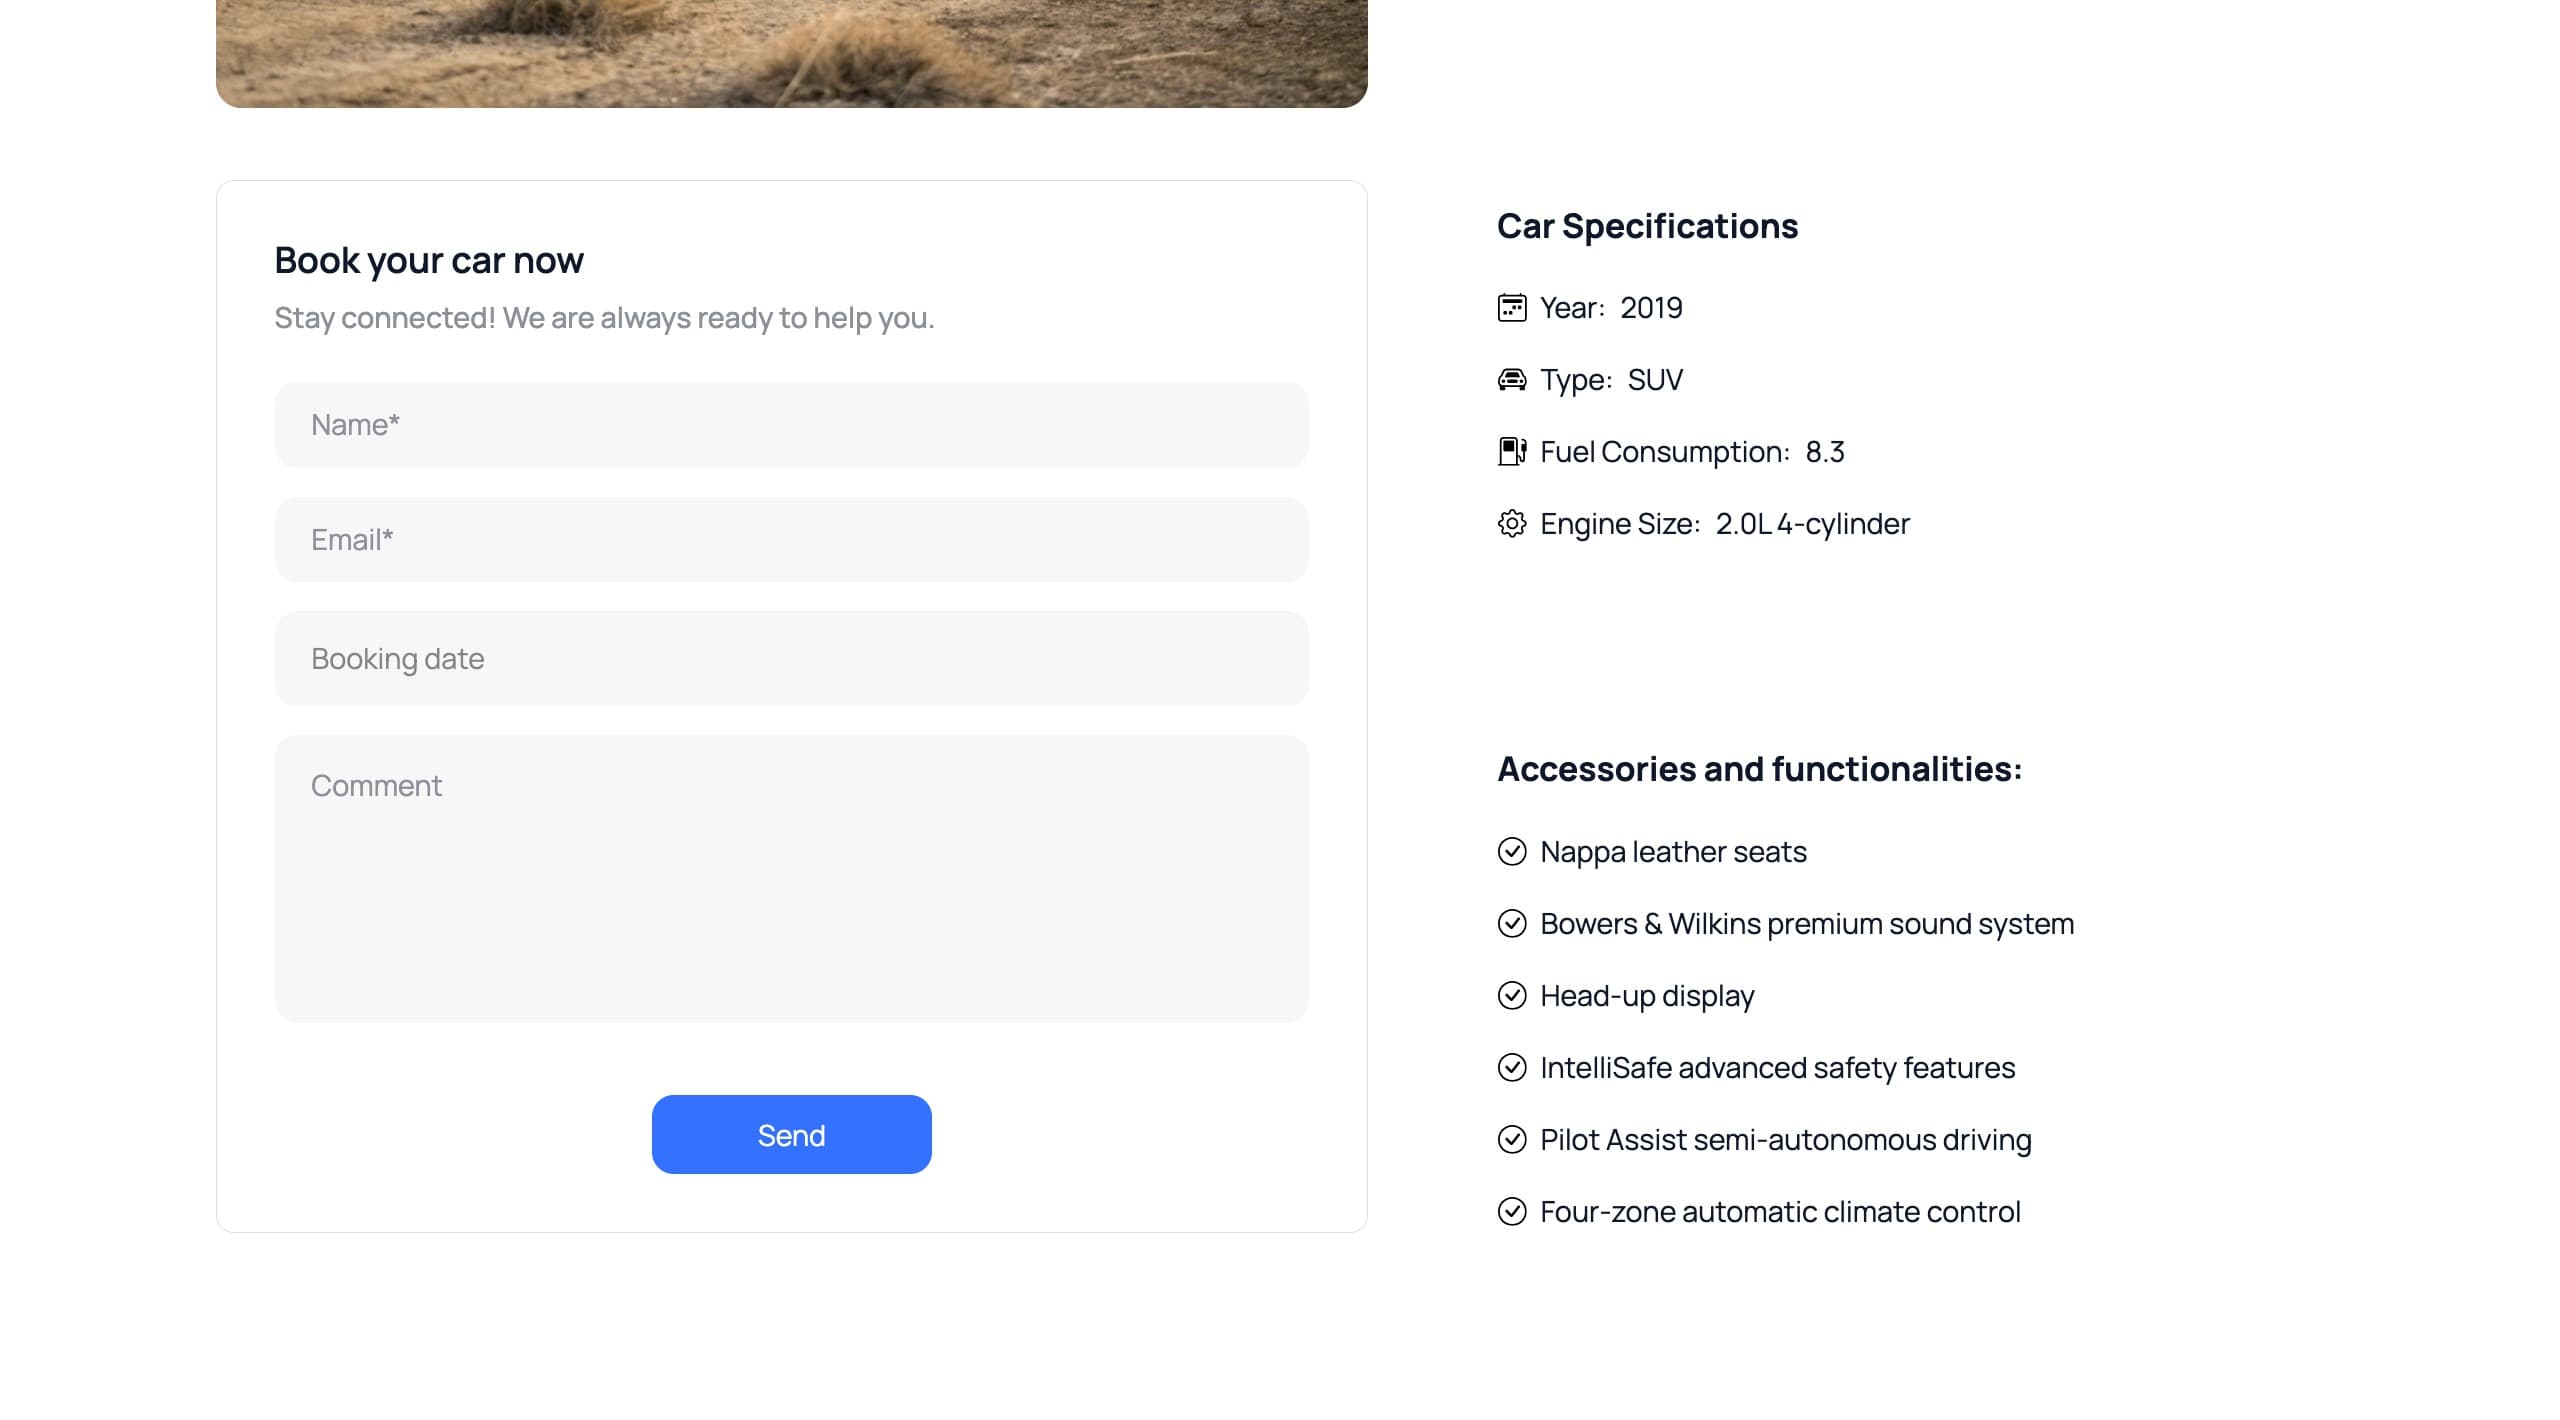 Book your car now
Stay connected! We are always ready to help you.
Name*
Email*
Booking date
Comment
Send
Car Specifications
Year: 2019
Type: SUV
Fuel Consumption: 8.3
Engine Size: 2.0L 4-cylinder
Accessories and functionalities:
Nappa leather seats
Bowers & Wilkins premium sound system
Head-up display
IntelliSafe advanced safety features
Pilot Assist semi-autonomous driving
Four-zone automatic climate control